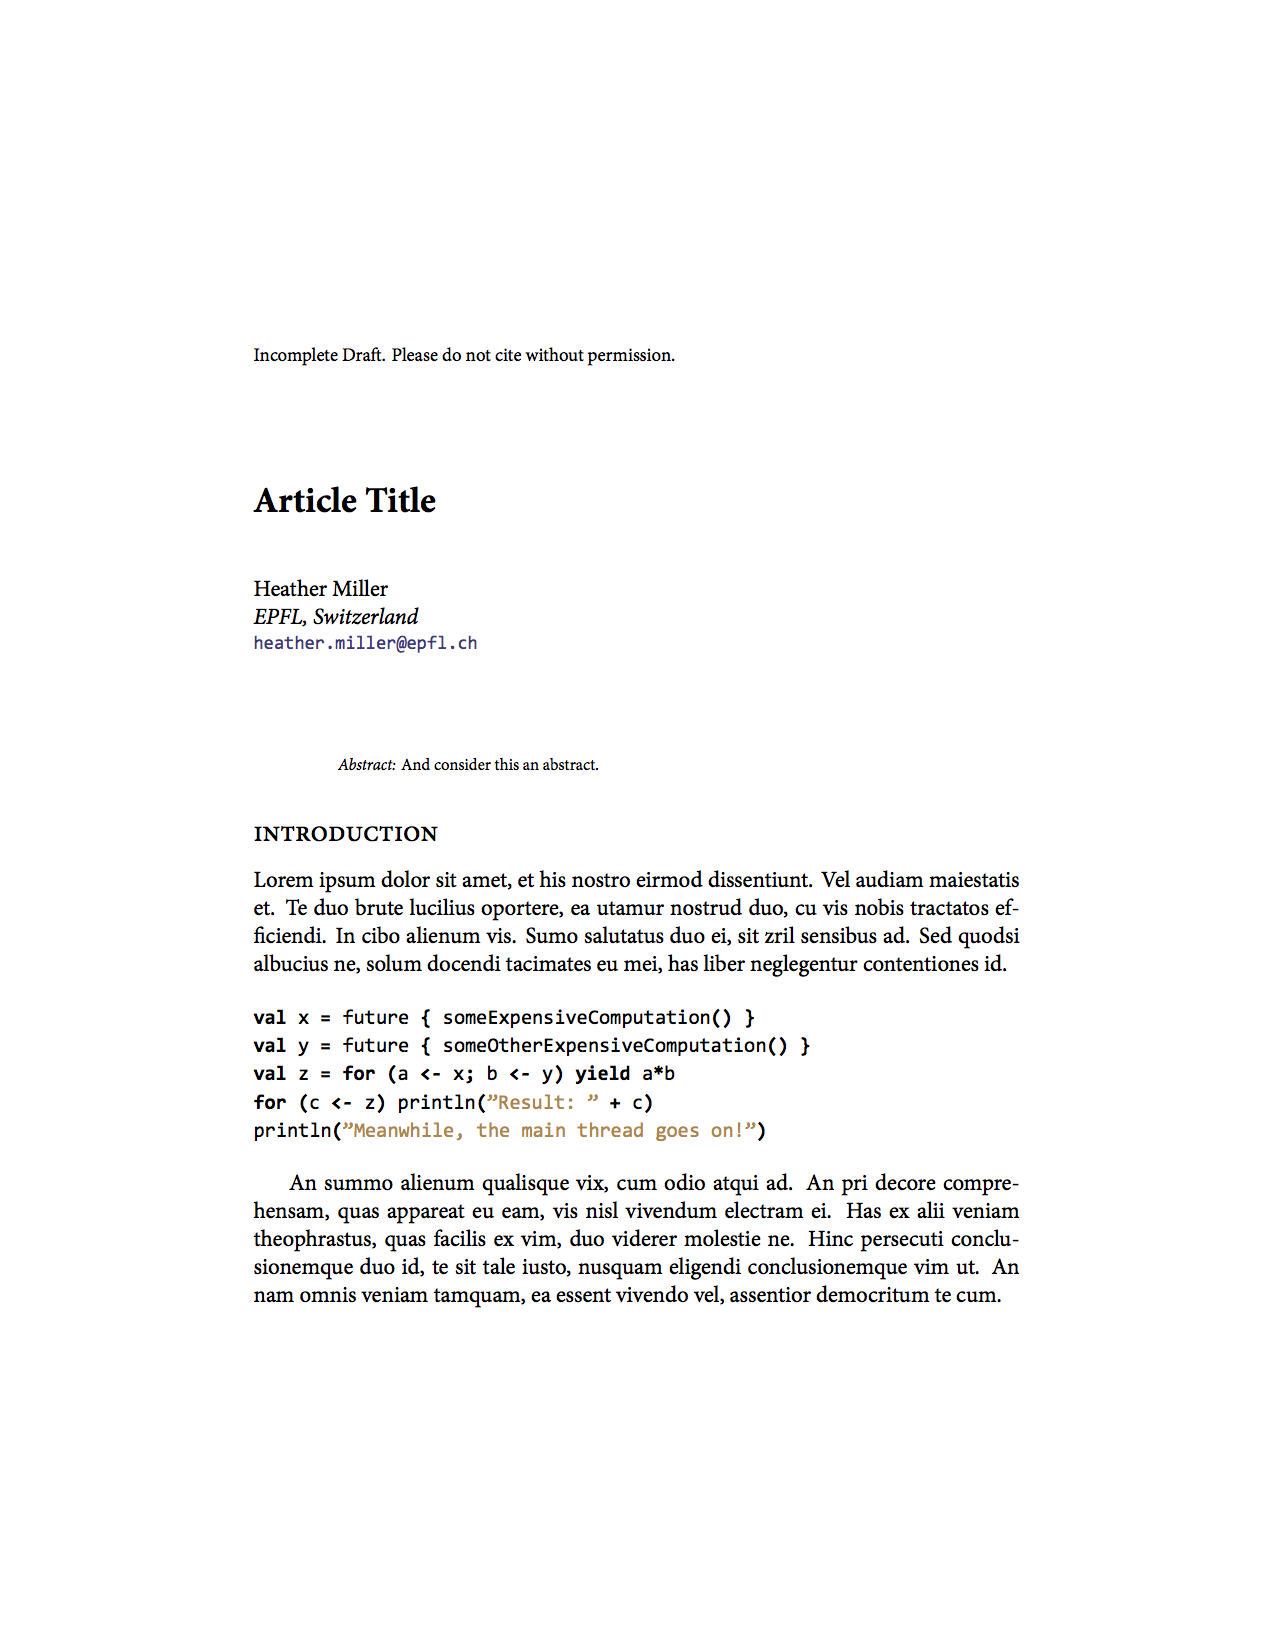 Incomplete Draft. Please do not cite without permission.
Article Title
Heather Miller
EPFL, Switzerland
heather.miller@epfl.ch
Abstract: And consider this an abstract.
INTRODUCTION
Lorem ipsum dolor sit amet, et his nostro eirmod dissentiunt. Vel audiam maiestatis
et. Te duo brute lucilius oportere, ea utamur nostrud duo, cu vis nobis tractatos ef-
ficiendi. In cibo alienum vis. Sumo salutatus duo ei, sit zril sensibus ad. Sed quodsi
albucius ne, solum docendi tacimates eu mei, has liber neglegentur contentiones id.
val x = future { someExpensiveComputation() }
val y = future { someOtherExpensiveComputation() }
val z = for (a <- x; b <- y) yield a*b
for (c <- z) println(”Result: ” + c)
println(”Meanwhile, the main thread goes on!”)
An summo alienum qualisque vix, cum odio atqui ad. An pri decore compre-
hensam, quas appareat eu eam, vis nisl vivendum electram ei. Has ex alii veniam
theophrastus, quas facilis ex vim, duo viderer molestie ne. Hinc persecuti conclu-
sionemque duo id, te sit tale iusto, nusquam eligendi conclusionemque vim ut. An
nam omnis veniam tamquam, ea essent vivendo vel, assentior democritum te cum.